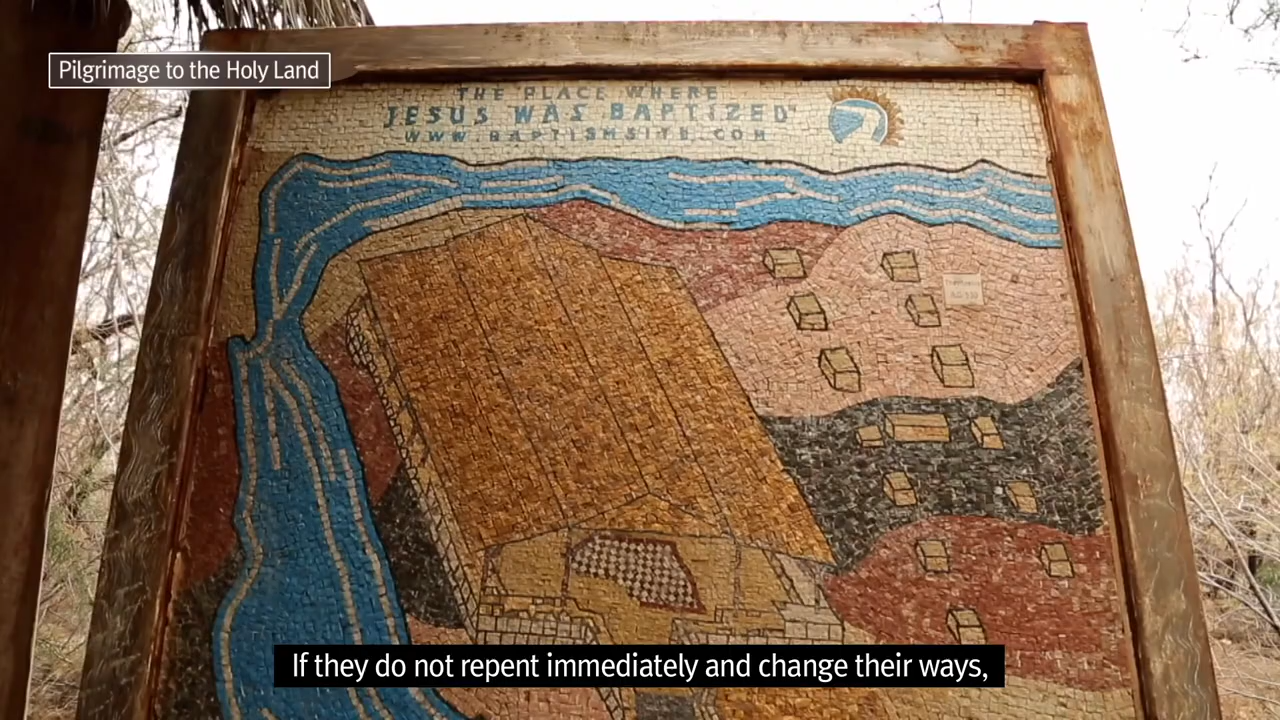 Pilgrimage to the Holy Land
THE PLACE WHERE
JESUS WAS BAPTIZED
WWW.BAPTISMSITE.COM
If they do not repent immediately and change their ways,